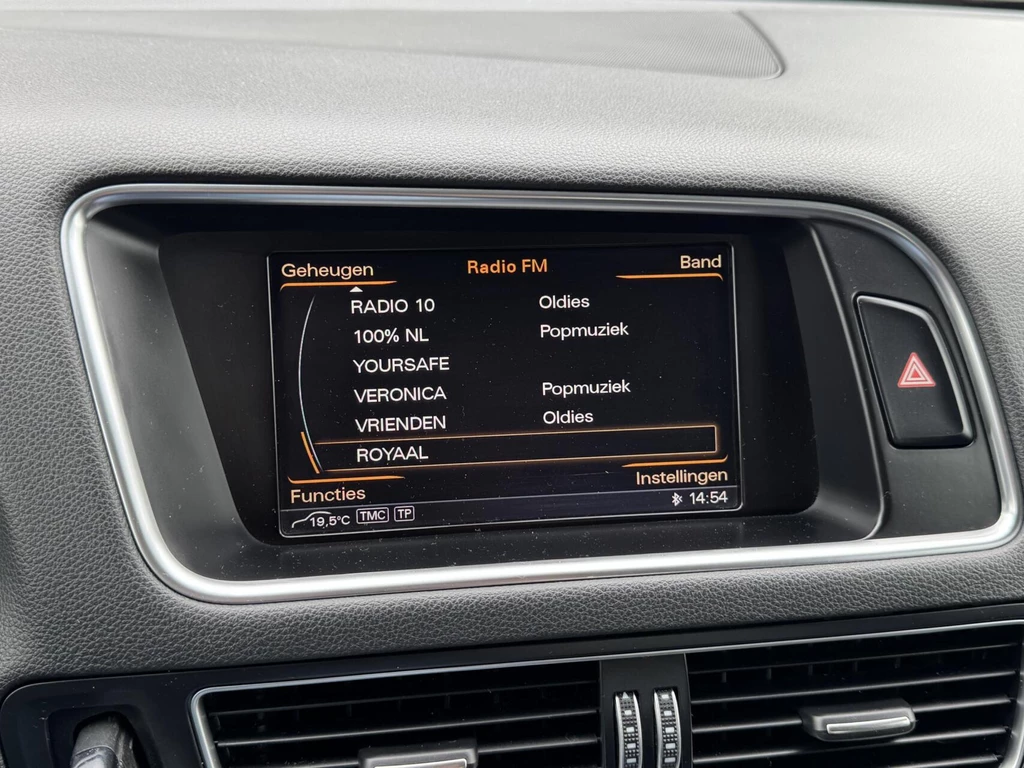 Geheugen Radio FM Band
RADIO 10 Oldies
100% NL Popmuziek
YOURSAFE
VERONICA Popmuziek
VRIENDEN Oldies
ROYAAL
Functies Instellingen
19,5°C TMC TP 14:54